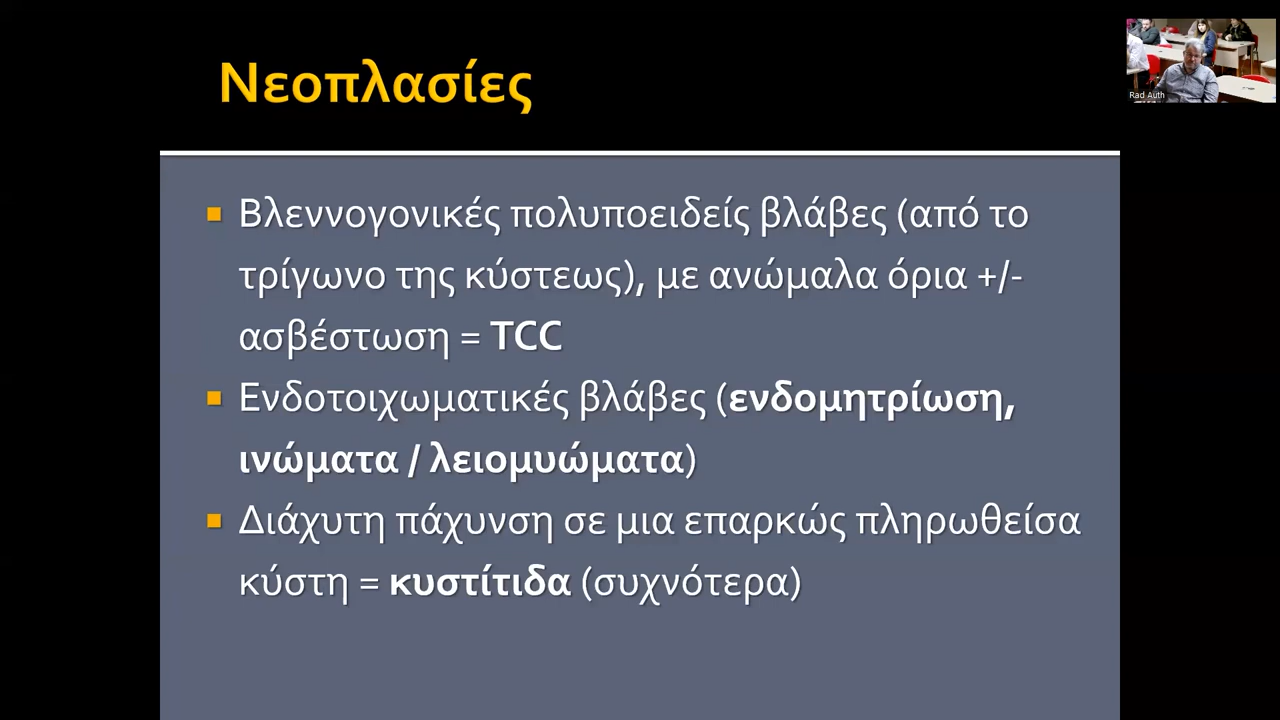 Νεοπλασίες
Rad Auth
Βλεννογονικές πολυποειδείς βλάβες (από το
τρίγωνο της κύστεως), με ανώμαλα όρια +/-
ασβέστωση = TCC
Ενδοτοιχωματικές βλάβες (ενδομητρίωση,
ινώματα / λειομυώματα)
Διάχυτη πάχυνση σε μια επαρκώς πληρωθείσα
κύστη = κυστίτιδα (συχνότερα)